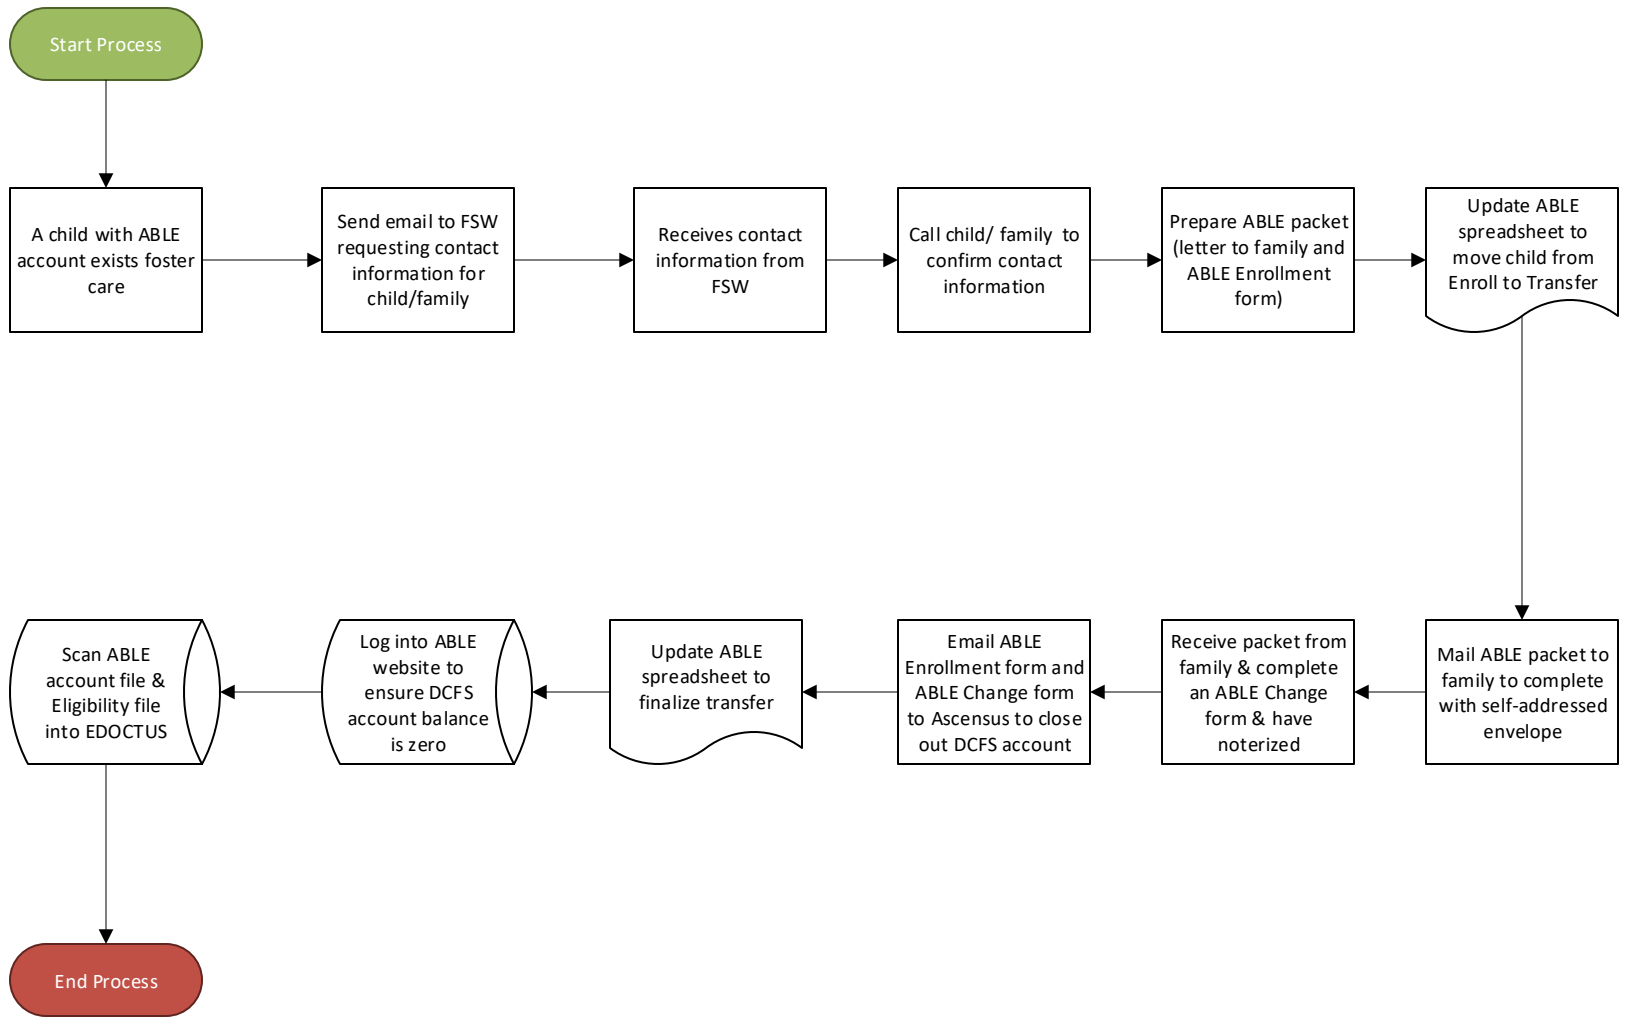 Start Process
A child with ABLE
account exists foster
care
Send email to FSW
requesting contact
information for
child/family
Receives contact
information from
FSW
Call child/ family  to
confirm contact
information
Prepare ABLE packet
(letter to family and
ABLE Enrollment
form)
Update ABLE
spreadsheet to
move child from
Enroll to Transfer
Mail ABLE packet to
family to complete
with self-addressed
envelope
Receive packet from
family & complete
an ABLE Change
form & have
noterized
Email ABLE
Enrollment form and
ABLE Change form
to Ascensus to close
out DCFS account
Update ABLE
spreadsheet to
finalize transfer
Log into ABLE
website to
ensure DCFS
account balance
is zero
Scan ABLE
account file &
Eligibility file
into EDOCTUS
End Process